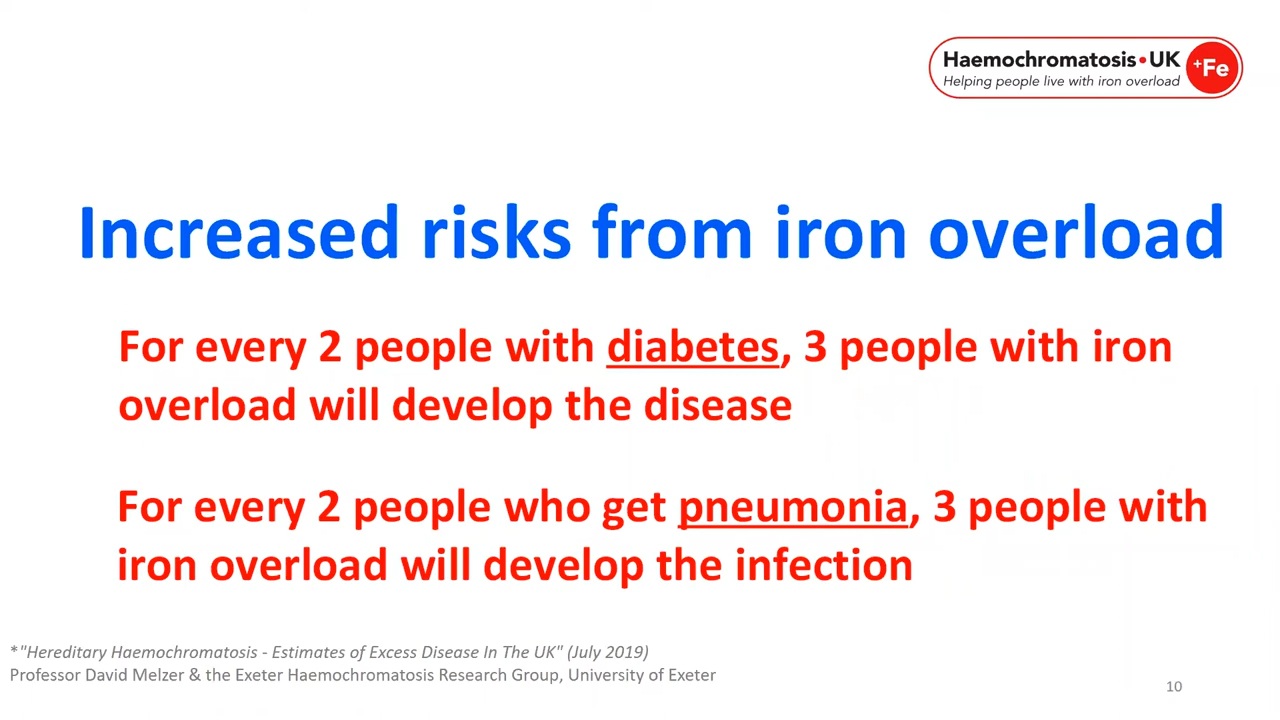 Haemochromatosis•UK
Helping people live with iron overload
+Fe
Increased risks from iron overload
For every 2 people with diabetes, 3 people with iron
overload will develop the disease
For every 2 people who get pneumonia, 3 people with
iron overload will develop the infection
*"Hereditary Haemochromatosis - Estimates of Excess Disease In The UK" (July 2019)
Professor David Melzer & the Exeter Haemochromatosis Research Group, University of Exeter
10